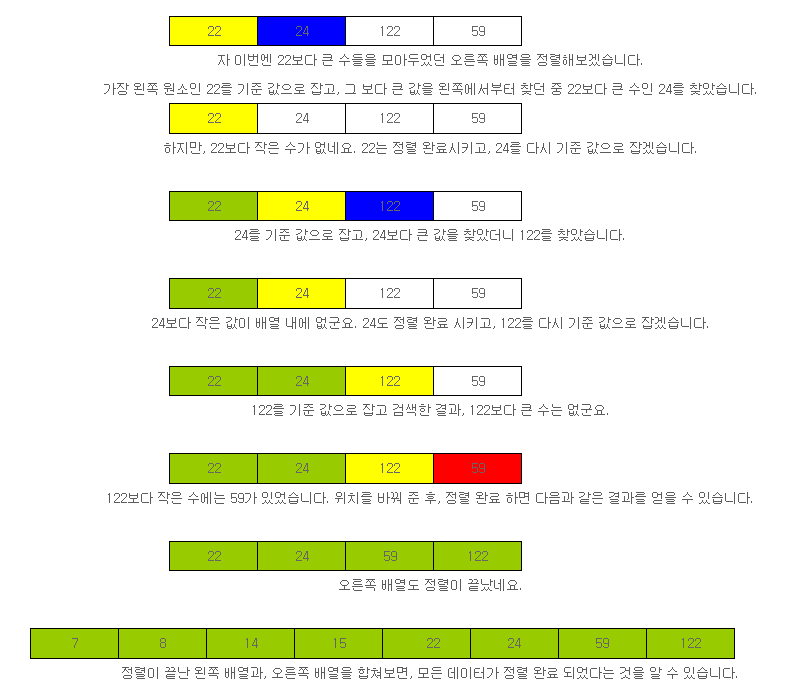 22 24 122 59
자 이번엔 22보다 큰 수들을 모아두었던 오른쪽 배열을 정렬해보겠습니다.
가장 왼쪽 원소인 22를 기준 값으로 잡고, 그 보다 큰 값을 왼쪽에서부터 찾던 중 22보다 큰 수인 24를 찾았습니다.
22 24 122 59
하지만, 22보다 작은 수가 없네요. 22는 정렬 완료시키고, 24를 다시 기준 값으로 잡겠습니다.
22 24 122 59
24를 기준 값으로 잡고, 24보다 큰 값을 찾았더니 122를 찾았습니다.
22 24 122 59
24보다 작은 값이 배열 내에 없군요. 24도 정렬 완료 시키고, 122를 다시 기준 값으로 잡겠습니다.
22 24 122 59
122를 기준 값으로 잡고 검색한 결과, 122보다 큰 수는 없군요.
22 24 122 59
122보다 작은 수에는 59가 있었습니다. 위치를 바꿔 준 후, 정렬 완료 하면 다음과 같은 결과를 얻을 수 있습니다.
22 24 59 122
오른쪽 배열도 정렬이 끝났네요.
7 8 14 15 22 24 59 122
정렬이 끝난 왼쪽 배열과, 오른쪽 배열을 합쳐보면, 모든 데이터가 정렬 완료 되었다는 것을 알 수 있습니다.